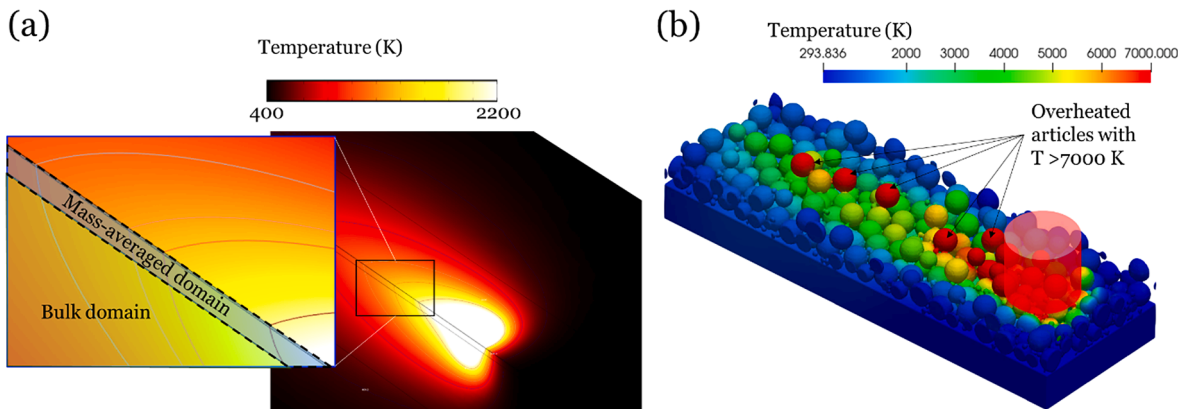 (a)
Temperature (K)
400
2200
Mass-averaged domain
Bulk domain
(b)
Temperature (K)
293.836
2000
3000
4000
5000
6000
7000.000
Overheated
articles with
T >7000 K